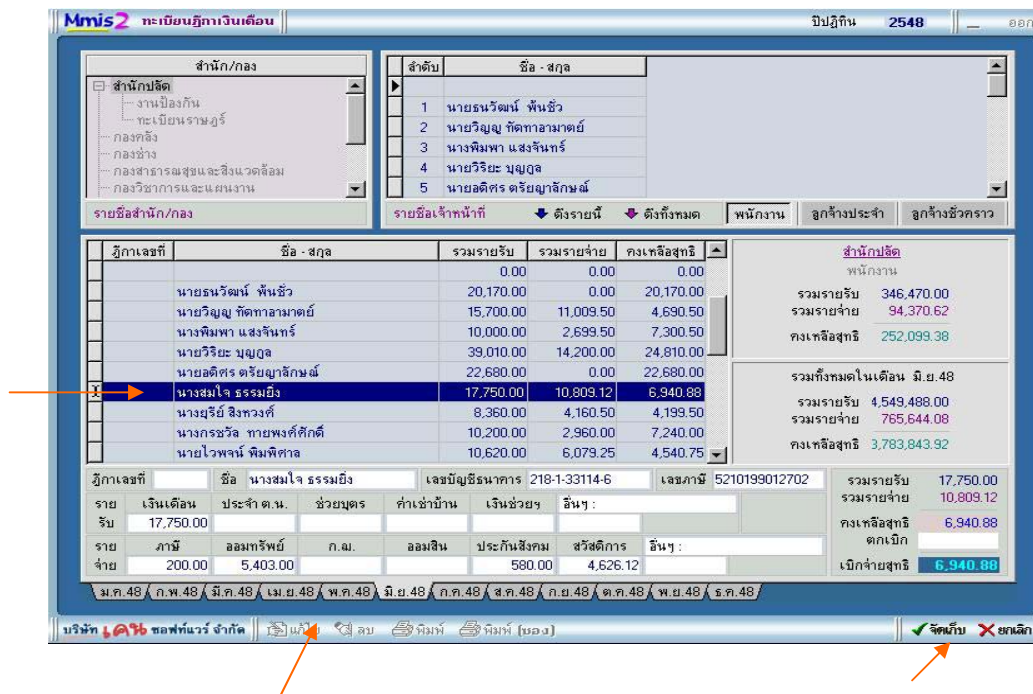 Mmis2 ทะเบียนฎีกาเงินเดือน ปีปฏิทิน 2548 ออก
สำนัก/กอง
สำนักปลัด
งานป้องกัน
ทะเบียนราษฎร์
กองคลัง
กองช่าง
กองสาธารณสุขและสิ่งแวดล้อม
กองวิชาการและแผนงาน
รายชื่อสำนัก/กอง
ลำดับ ชื่อ - สกุล
1 นายธนวัฒน์ พ้นชั่ว
2 นายวิญญู ทัดทาอามาตย์
3 นางพิมพา แสงจันทร์
4 นายวิริยะ บุญกูล
5 นายอดิศร ตรัยญาลักษณ์
รายชื่อเจ้าหน้าที่ ดึงรายนี้ ดึงทั้งหมด พนักงาน ลูกจ้างประจำ ลูกจ้างชั่วคราว
ฎีกาเลขที่ ชื่อ - สกุล รวมรายรับ รวมรายจ่าย คงเหลือสุทธิ
0.00 0.00 0.00
นายธนวัฒน์ พ้นชั่ว 20,170.00 0.00 20,170.00
นายวิญญู ทัดทาอามาตย์ 15,700.00 11,009.50 4,690.50
นางพิมพา แสงจันทร์ 10,000.00 2,699.50 7,300.50
นายวิริยะ บุญกูล 39,010.00 14,200.00 24,810.00
นายอดิศร ตรัยญาลักษณ์ 22,680.00 0.00 22,680.00
นางสมใจ ธรรมยิ่ง 17,750.00 10,809.12 6,940.88
นางยุรีย์ สิงหวงศ์ 8,360.00 4,160.50 4,199.50
นางกรชวัล ทายพงศ์ศักดิ์ 10,200.00 2,960.00 7,240.00
นายไวพจน์ พิมพิศาล 10,620.00 6,079.25 4,540.75
สำนักปลัด
พนักงาน
รวมรายรับ 346,470.00
รวมรายจ่าย 94,370.62
คงเหลือสุทธิ 252,099.38
รวมทั้งหมดในเดือน มิ.ย.48
รวมรายรับ 4,549,488.00
รวมรายจ่าย 765,644.08
คงเหลือสุทธิ 3,783,843.92
ฎีกาเลขที่ ชื่อ นางสมใจ ธรรมยิ่ง เลขบัญชีธนาคาร 218-1-33114-6 เลขภาษี 5210199012702
ราย รับ เงินเดือน ประจำ ต.น. ช่วยบุตร ค่าเช่าบ้าน เงินช่วยฯ อื่นๆ :
17,750.00
ราย จ่าย ภาษี ออมทรัพย์ ก.ฌ. ออมสิน ประกันสังคม สวัสดิการ อื่นๆ :
200.00 5,403.00 580.00 4,626.12
รวมรายรับ 17,750.00
รวมรายจ่าย 10,809.12
คงเหลือสุทธิ 6,940.88
ตกเบิก
เบิกจ่ายสุทธิ 6,940.88
ม.ค.48 ก.พ.48 มี.ค.48 เม.ย.48 พ.ค.48 มิ.ย.48 ก.ค.48 ส.ค.48 ก.ย.48 ต.ค.48 พ.ย.48 ธ.ค.48
บริษัท เคน ซอฟท์แวร์ จำกัด แก้ไข ลบ พิมพ์ พิมพ์ (ซอง) จัดเก็บ ยกเลิก